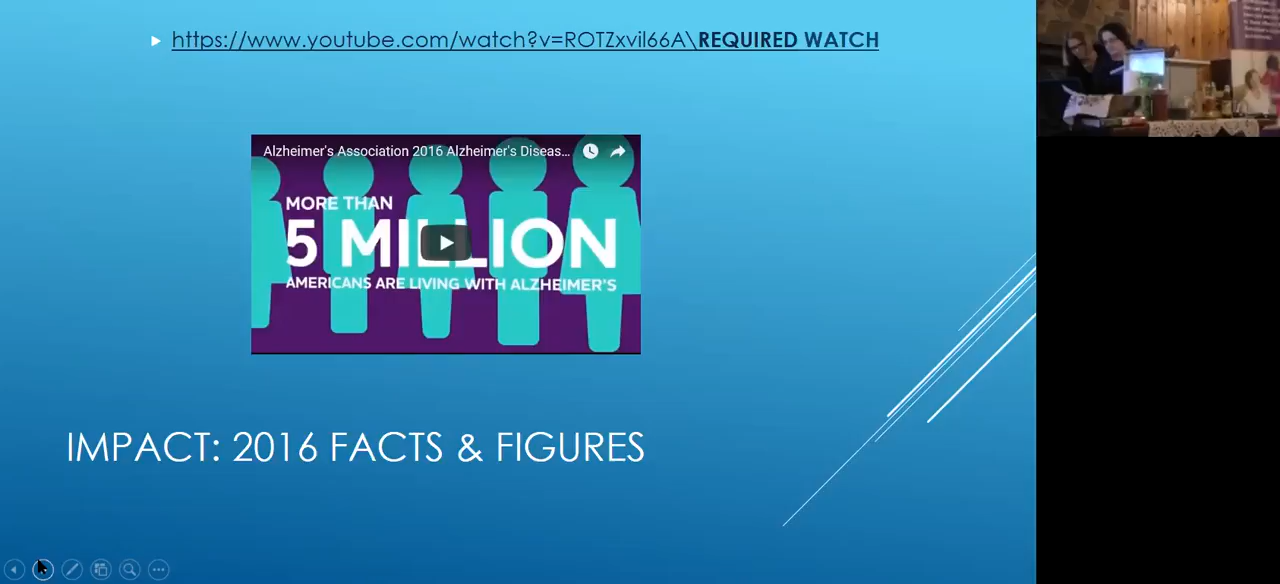 https://www.youtube.com/watch?v=ROTZxvil66A\REQUIRED WATCH
Alzheimer's Association 2016 Alzheimer's Diseas...
MORE THAN
5 MILLION
AMERICANS ARE LIVING WITH ALZHEIMER'S
IMPACT: 2016 FACTS & FIGURES